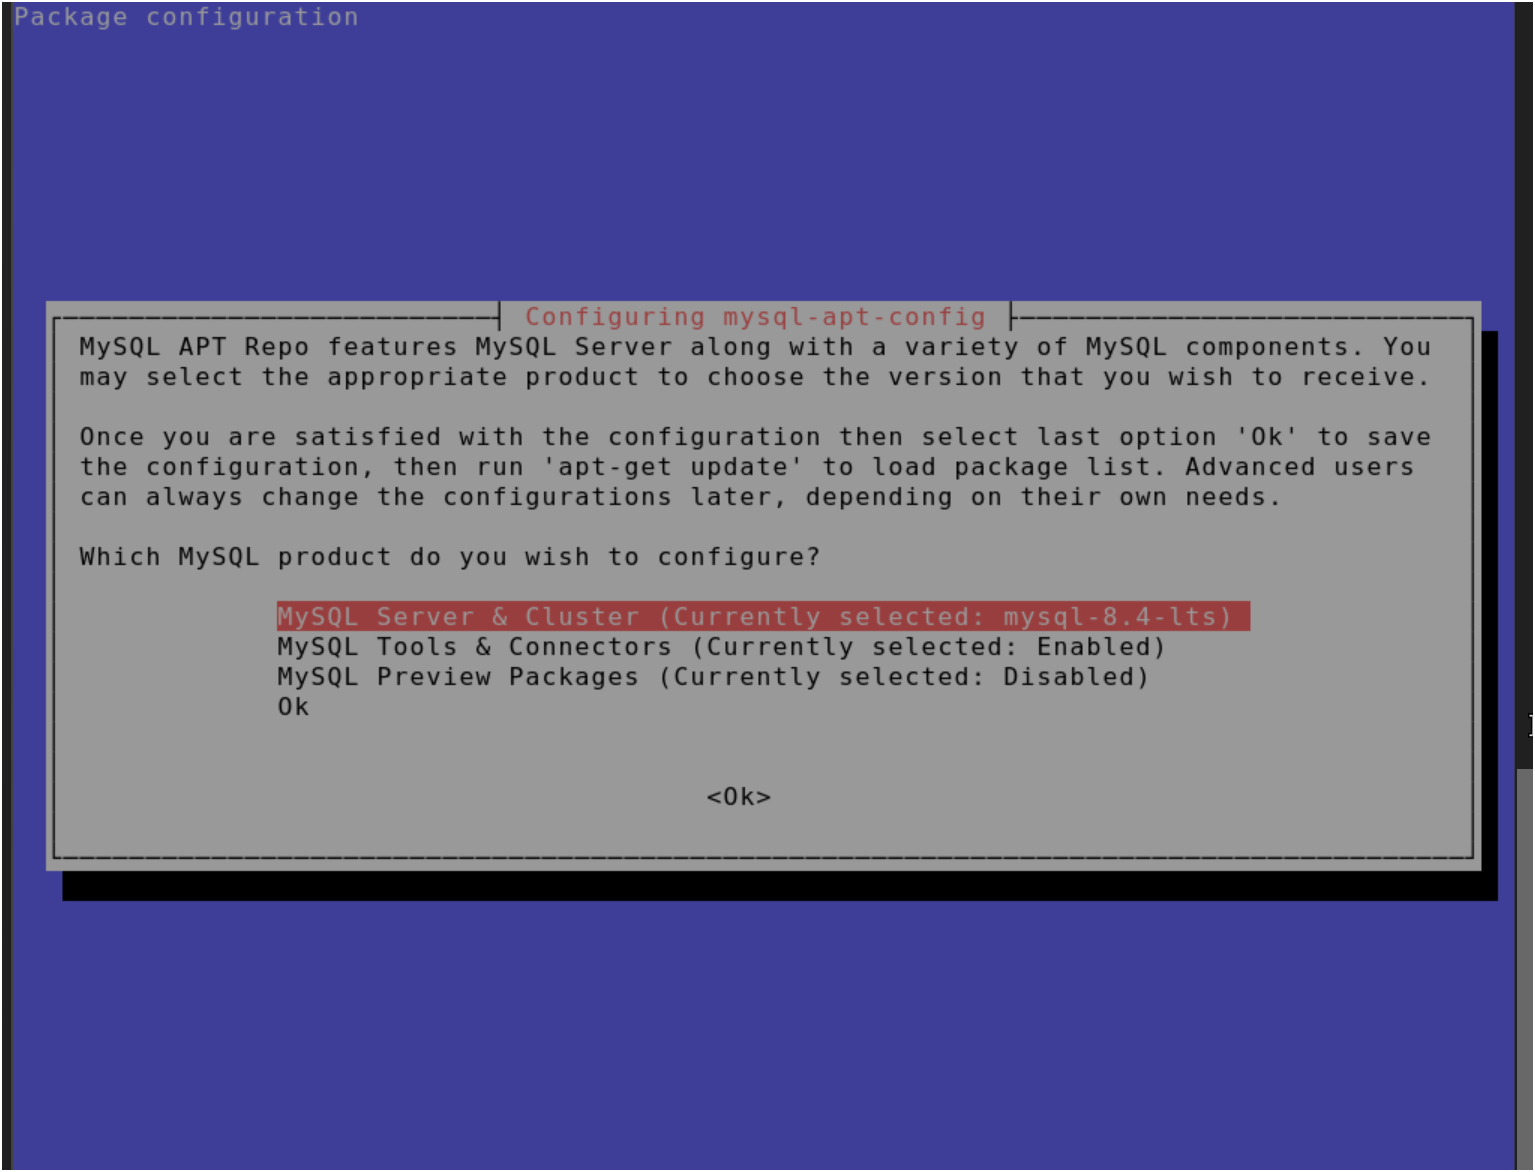 Package configuration
Configuring mysql-apt-config
MySQL APT Repo features MySQL Server along with a variety of MySQL components. You
may select the appropriate product to choose the version that you wish to receive.
Once you are satisfied with the configuration then select last option 'Ok' to save
the configuration, then run 'apt-get update' to load package list. Advanced users
can always change the configurations later, depending on their own needs.
Which MySQL product do you wish to configure?
MySQL Server & Cluster (Currently selected: mysql-8.4-lts)
MySQL Tools & Connectors (Currently selected: Enabled)
MySQL Preview Packages (Currently selected: Disabled)
Ok
<Ok>